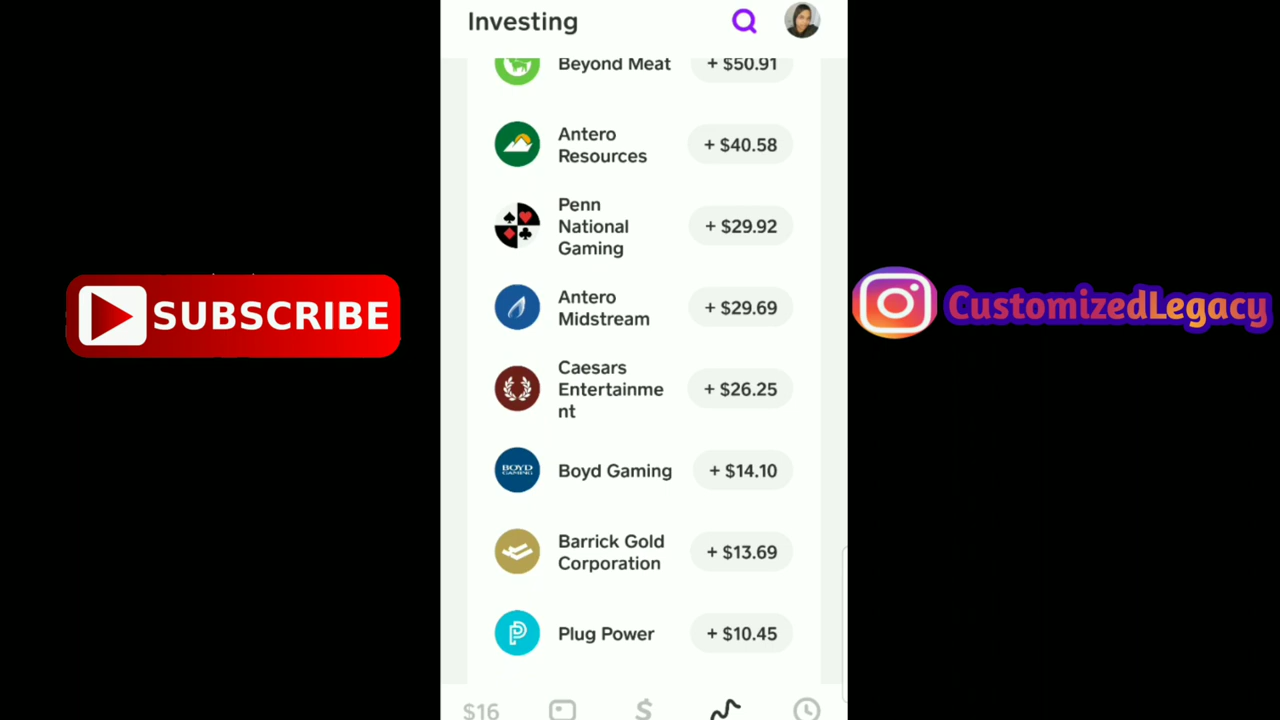 Investing
Beyond Meat
+ $50.91
Antero
Resources
+ $40.58
Penn
National
Gaming
+ $29.92
Antero
Midstream
+ $29.69
Caesars
Entertainme
nt
+ $26.25
BOYD
GAMING
Boyd Gaming
+ $14.10
Barrick Gold
Corporation
+ $13.69
Plug Power
+ $10.45
$16
SUBSCRIBE
CustomizedLegacy